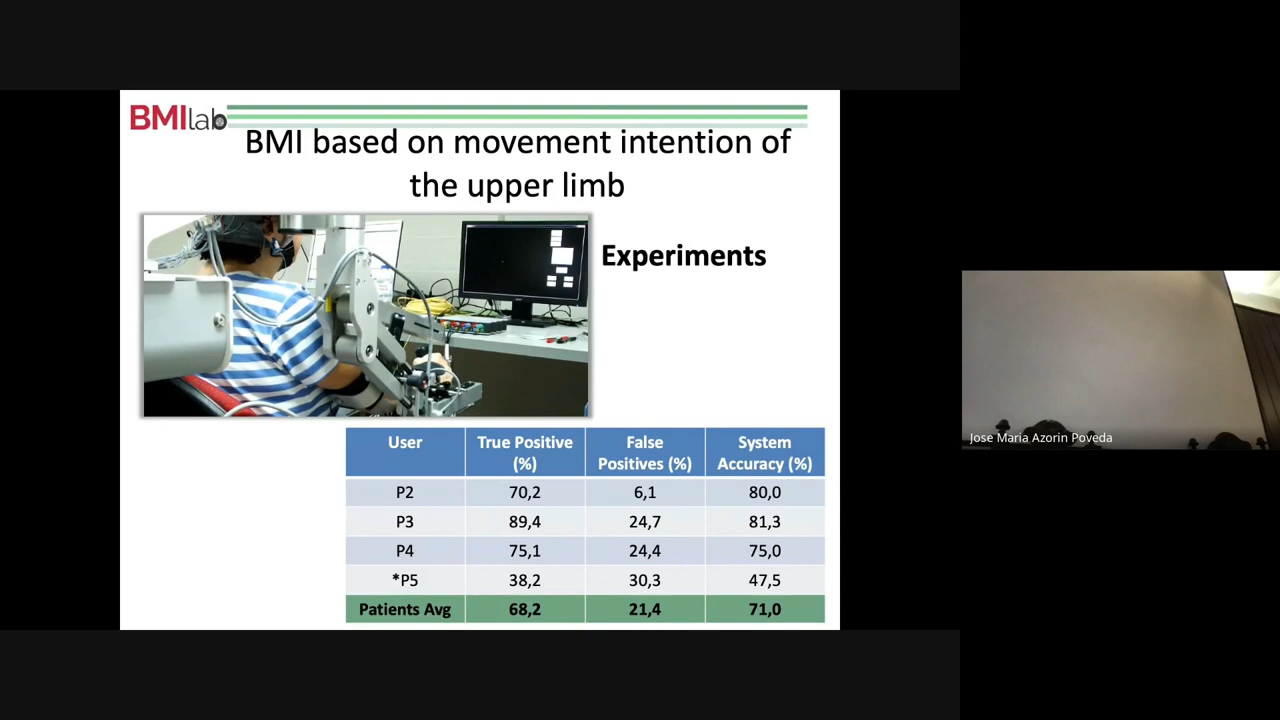 BMIlab
BMI based on movement intention of
the upper limb
Experiments
User True Positive (%) False Positives (%) System Accuracy (%)
P2 70,2 6,1 80,0
P3 89,4 24,7 81,3
P4 75,1 24,4 75,0
*P5 38,2 30,3 47,5
Patients Avg 68,2 21,4 71,0
Jose Maria Azorin Poveda